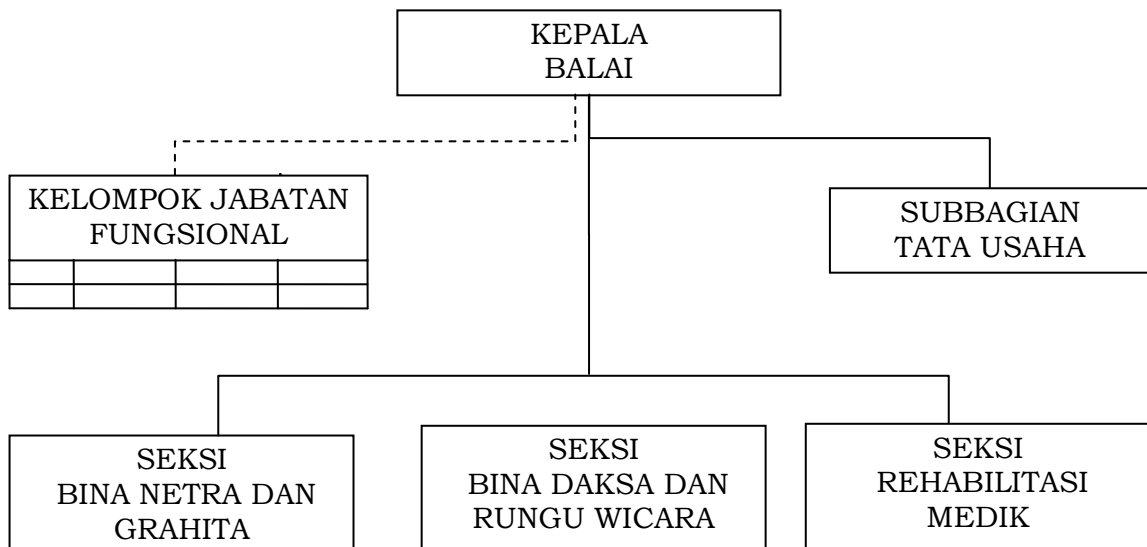 KEPALA
BALAI
KELOMPOK JABATAN
FUNGSIONAL
SUBBAGIAN
TATA USAHA
SEKSI
BINA NETRA DAN
GRAHITA
SEKSI
BINA DAKSA DAN
RUNGU WICARA
SEKSI
REHABILITASI
MEDIK